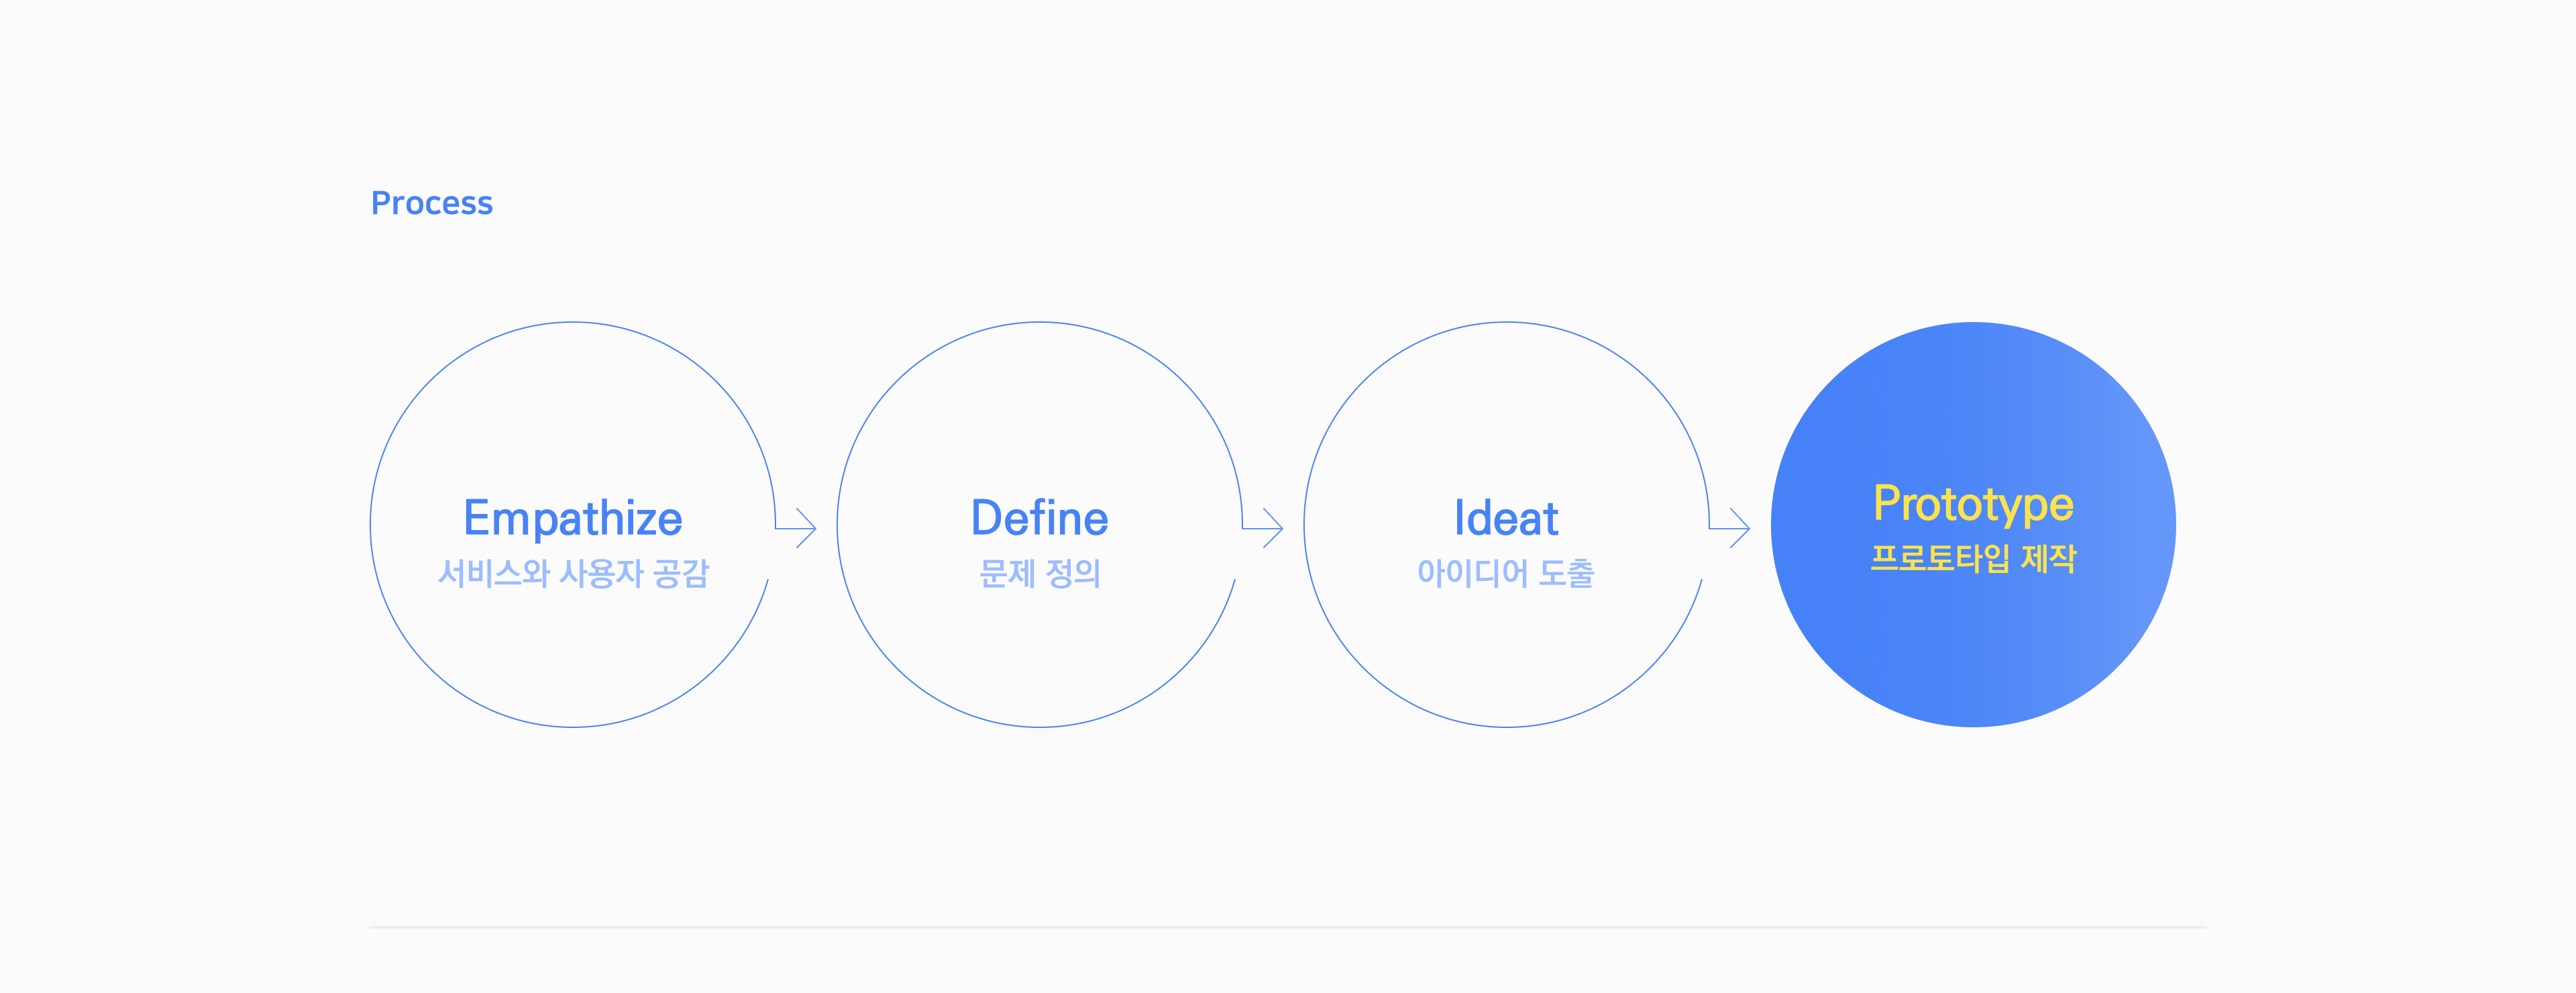 Process
Empathize
서비스와 사용자 공감
Define
문제 정의
Ideat
아이디어 도출
Prototype
프로토타입 제작